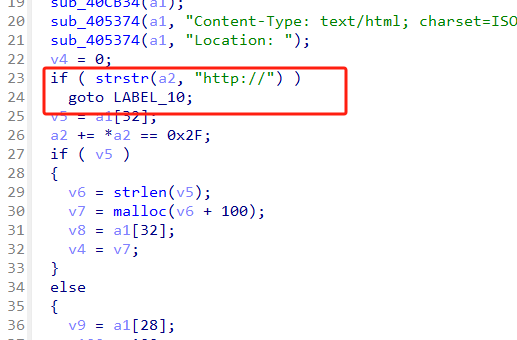 19 sub_40CB34(a1);
20 sub_405374(a1, "Content-Type: text/html; charset=ISO
21 sub_405374(a1, "Location: ");
22 v4 = 0;
23 if ( strstr(a2, "http://") )
24 goto LABEL_10;
25 v5 = a1[32];
26 a2 += *a2 == 0x2F;
27 if ( v5 )
28 {
29 v6 = strlen(v5);
30 v7 = malloc(v6 + 100);
31 v8 = a1[32];
32 v4 = v7;
33 }
34 else
35 {
36 v9 = a1[28];